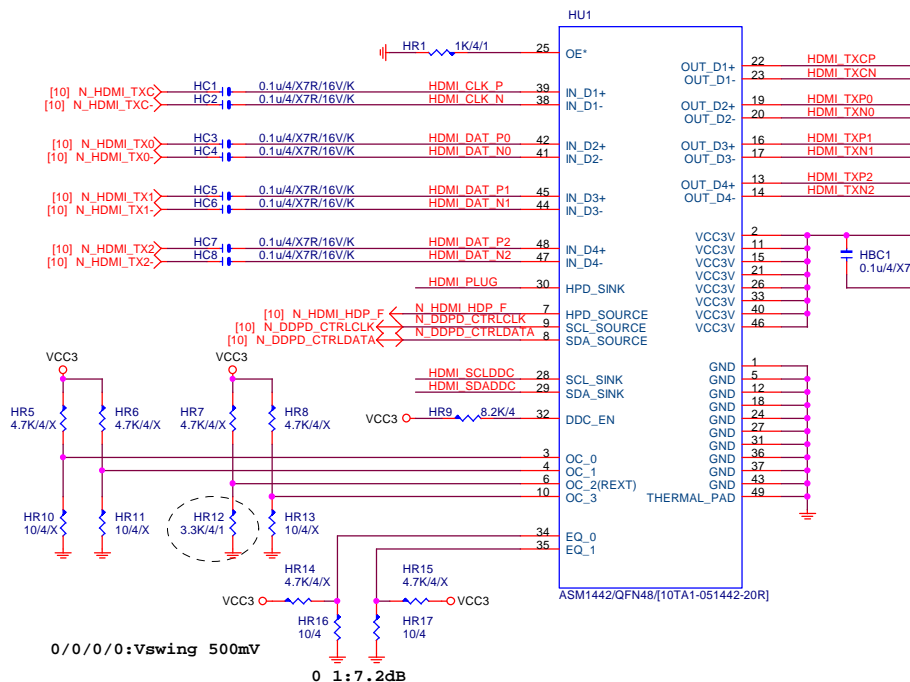 HU1
HR1 1K/4/1 25 OE*
OUT_D1+ 22 HDMI_TXCP
OUT_D1- 23 HDMI_TXCN
[10] N_HDMI_TXC HC1 0.1u/4/X7R/16V/K HDMI_CLK_P 39 IN_D1+
[10] N_HDMI_TXC- HC2 0.1u/4/X7R/16V/K HDMI_CLK_N 38 IN_D1-
OUT_D2+ 19 HDMI_TXP0
OUT_D2- 20 HDMI_TXN0
[10] N_HDMI_TX0 HC3 0.1u/4/X7R/16V/K HDMI_DAT_P0 42 IN_D2+
[10] N_HDMI_TX0- HC4 0.1u/4/X7R/16V/K HDMI_DAT_N0 41 IN_D2-
OUT_D3+ 16 HDMI_TXP1
OUT_D3- 17 HDMI_TXN1
[10] N_HDMI_TX1 HC5 0.1u/4/X7R/16V/K HDMI_DAT_P1 45 IN_D3+
[10] N_HDMI_TX1- HC6 0.1u/4/X7R/16V/K HDMI_DAT_N1 44 IN_D3-
OUT_D4+ 13 HDMI_TXP2
OUT_D4- 14 HDMI_TXN2
[10] N_HDMI_TX2 HC7 0.1u/4/X7R/16V/K HDMI_DAT_P2 48 IN_D4+
[10] N_HDMI_TX2- HC8 0.1u/4/X7R/16V/K HDMI_DAT_N2 47 IN_D4-
VCC3V 2
VCC3V 11
VCC3V 15
VCC3V 21
VCC3V 26
VCC3V 33
VCC3V 40
VCC3V 46
HBC1
0.1u/4/X7
HDMI_PLUG 30 HPD_SINK
[10] N_HDMI_HDP_F N_HDMI_HDP_F 7 HPD_SOURCE
[10] N_DDPD_CTRLCLK N_DDPD_CTRLCLK 9 SCL_SOURCE
[10] N_DDPD_CTRLDATA N_DDPD_CTRLDATA 8 SDA_SOURCE
GND 1
GND 5
GND 12
GND 18
GND 24
GND 27
GND 31
GND 36
GND 37
GND 43
THERMAL_PAD 49
HDMI_SCLDDC 28 SCL_SINK
HDMI_SDADDC 29 SDA_SINK
VCC3 HR9 8.2K/4 32 DDC_EN
VCC3 VCC3
HR5 HR6 HR7 HR8
4.7K/4/X 4.7K/4/X 4.7K/4/X 4.7K/4/X
3 OC_0
4 OC_1
6 OC_2(REXT)
10 OC_3
HR10 HR11 HR12 HR13
10/4/X 10/4/X 3.3K/4/1 10/4/X
34 EQ_0
35 EQ_1
HR14 HR15
4.7K/4/X 4.7K/4/X
VCC3 VCC3
HR16 HR17
10/4 10/4
ASM1442/QFN48/[10TA1-051442-20R]
0/0/0/0:Vswing 500mV
0 1:7.2dB